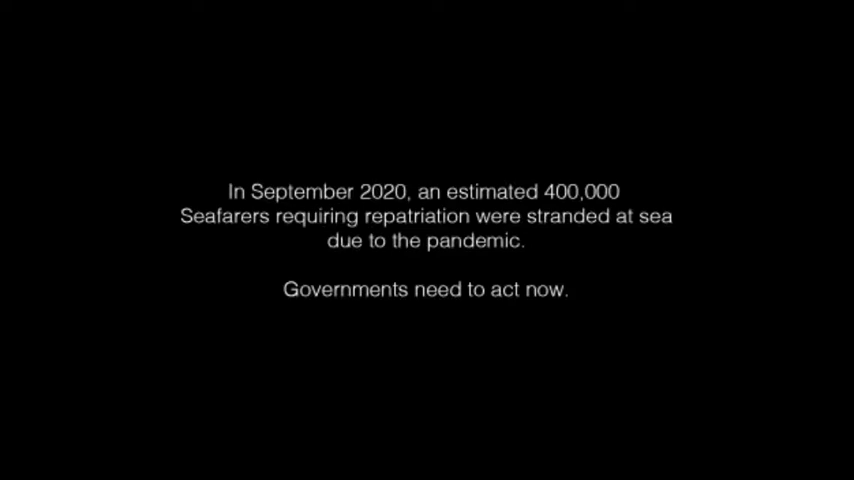 In September 2020, an estimated 400,000
Seafarers requiring repatriation were stranded at sea
due to the pandemic.
Governments need to act now.